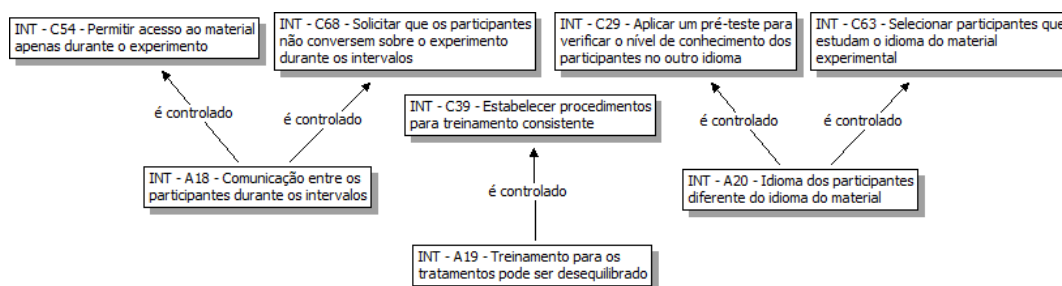 INT - C54 - Permitir acesso ao material
apenas durante o experimento
INT - C68 - Solicitar que os participantes
não conversem sobre o experimento
durante os intervalos
INT - C29 - Aplicar um pré-teste para
verificar o nível de conhecimento dos
participantes no outro idioma
INT - C63 - Selecionar participantes que
estudam o idioma do material
experimental
é controlado
é controlado
INT - C39 - Estabelecer procedimentos
para treinamento consistente
é controlado
é controlado
INT - A18 - Comunicação entre os
participantes durante os intervalos
é controlado
INT - A20 - Idioma dos participantes
diferente do idioma do material
INT - A19 - Treinamento para os
tratamentos pode ser desequilibrado